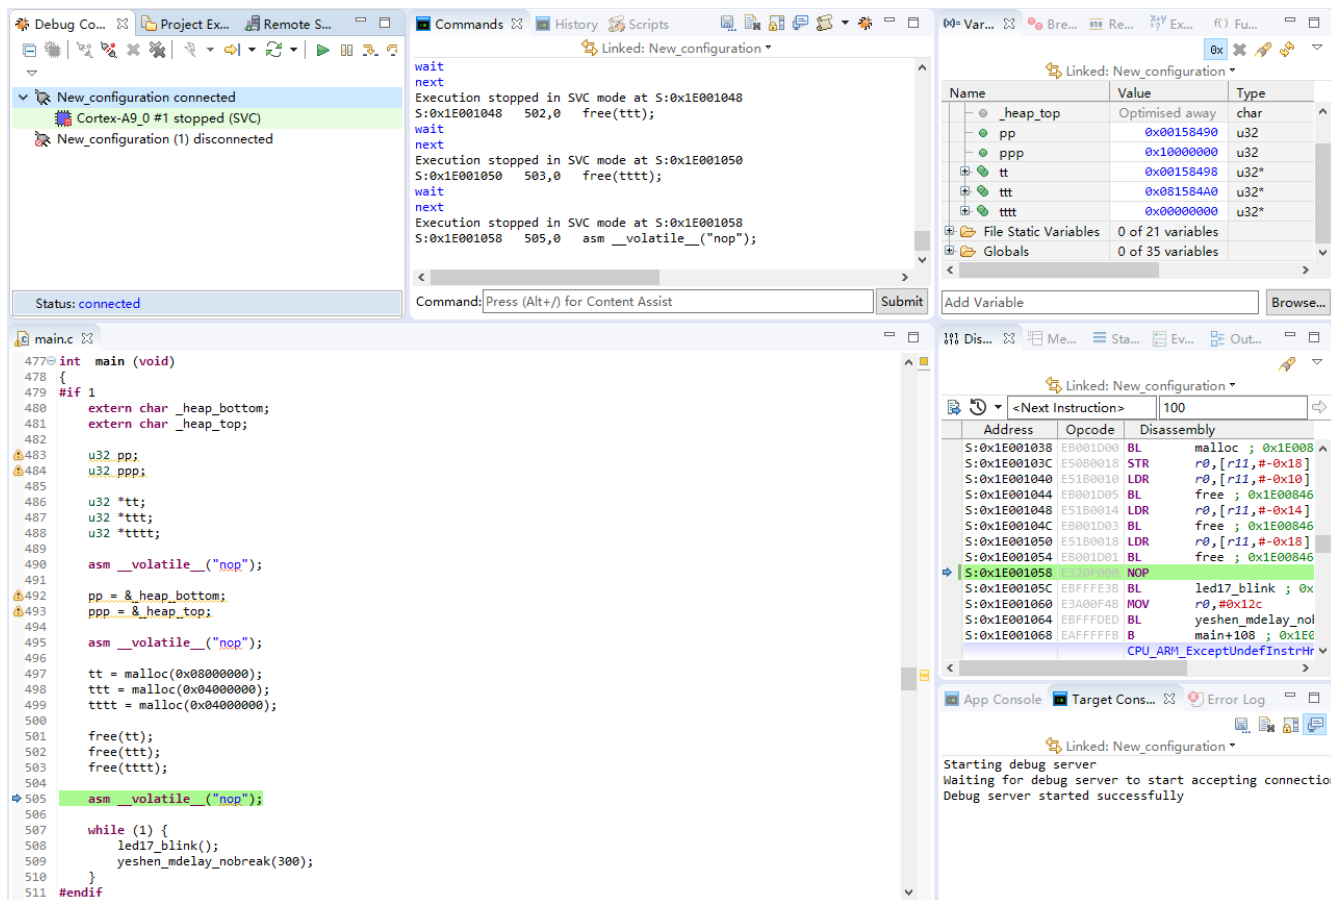 Debug Co... Project Ex... Remote S...
New_configuration connected
Cortex-A9_0 #1 stopped (SVC)
New_configuration (1) disconnected
Status: connected
Commands History Scripts
Linked: New_configuration
wait
next
Execution stopped in SVC mode at S:0x1E001048
S:0x1E001048 502,0 free(ttt);
wait
next
Execution stopped in SVC mode at S:0x1E001050
S:0x1E001050 503,0 free(tttt);
wait
next
Execution stopped in SVC mode at S:0x1E001058
S:0x1E001058 505,0 asm __volatile__("nop");
Command: Press (Alt+/) for Content Assist Submit
(x)= Var... Bre... 010 Re... X+Y Ex... f() Fu...
0x
Linked: New_configuration
Name Value Type
_heap_top Optimised away char
pp 0x00158490 u32
ppp 0x10000000 u32
tt 0x00158498 u32*
ttt 0x081584A0 u32*
tttt 0x00000000 u32*
File Static Variables 0 of 21 variables
Globals 0 of 35 variables
Add Variable Browse...
main.c
477 int main (void)
478 {
479 #if 1
480 extern char _heap_bottom;
481 extern char _heap_top;
482
483 u32 pp;
484 u32 ppp;
485
486 u32 *tt;
487 u32 *ttt;
488 u32 *tttt;
489
490 asm __volatile__("nop");
491
492 pp = &_heap_bottom;
493 ppp = &_heap_top;
494
495 asm __volatile__("nop");
496
497 tt = malloc(0x08000000);
498 ttt = malloc(0x04000000);
499 tttt = malloc(0x04000000);
500
501 free(tt);
502 free(ttt);
503 free(tttt);
504
505 asm __volatile__("nop");
506
507 while (1) {
508 led17_blink();
509 yeshen_mdelay_nobreak(300);
510 }
511 #endif
Dis... Me... Sta... Ev... Out...
Linked: New_configuration
<Next Instruction> 100
Address Opcode Disassembly
S:0x1E001038 EB001D00 BL malloc ; 0x1E008
S:0x1E00103C E50B0018 STR r0,[r11,#-0x18]
S:0x1E001040 E51B0010 LDR r0,[r11,#-0x10]
S:0x1E001044 EB001D05 BL free ; 0x1E00846
S:0x1E001048 E51B0014 LDR r0,[r11,#-0x14]
S:0x1E00104C EB001D03 BL free ; 0x1E00846
S:0x1E001050 E51B0018 LDR r0,[r11,#-0x18]
S:0x1E001054 EB001D01 BL free ; 0x1E00846
S:0x1E001058 E320F000 NOP
S:0x1E00105C EBFFFE3B BL led17_blink ; 0x
S:0x1E001060 E3A00F4B MOV r0,#0x12c
S:0x1E001064 EBFFFDED BL yeshen_mdelay_nol
S:0x1E001068 EAFFFFFB B main+108 ; 0x1E0
CPU_ARM_ExceptUndefInstrHr
App Console Target Cons... Error Log
Linked: New_configuration
Starting debug server
Waiting for debug server to start accepting connectio
Debug server started successfully